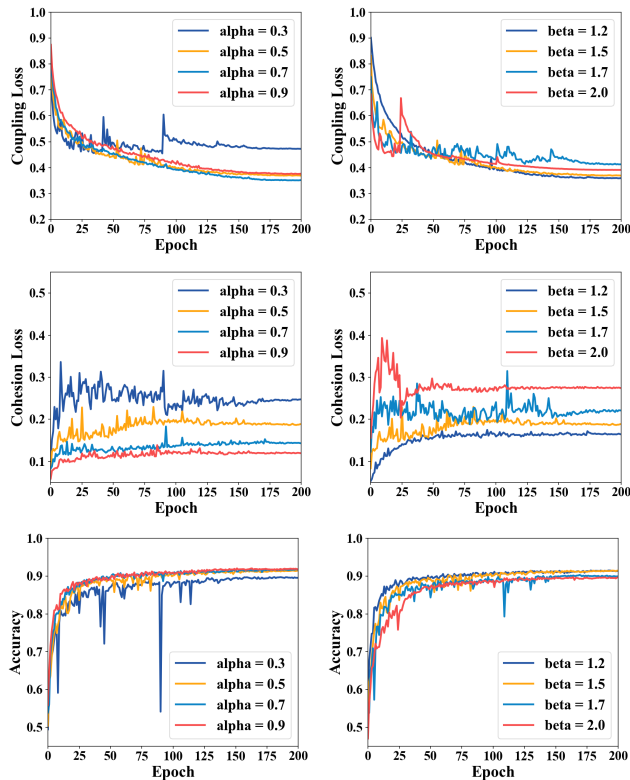 Coupling Loss
1.0
0.9
0.8
0.7
0.6
0.5
0.4
0.3
0.2
alpha = 0.3
alpha = 0.5
alpha = 0.7
alpha = 0.9
0 25 50 75 100 125 150 175 200
Epoch
Coupling Loss
1.0
0.9
0.8
0.7
0.6
0.5
0.4
0.3
0.2
beta = 1.2
beta = 1.5
beta = 1.7
beta = 2.0
0 25 50 75 100 125 150 175 200
Epoch
Cohesion Loss
0.5
0.4
0.3
0.2
0.1
alpha = 0.3
alpha = 0.5
alpha = 0.7
alpha = 0.9
0 25 50 75 100 125 150 175 200
Epoch
Cohesion Loss
0.5
0.4
0.3
0.2
0.1
beta = 1.2
beta = 1.5
beta = 1.7
beta = 2.0
0 25 50 75 100 125 150 175 200
Epoch
Accuracy
1.0
0.9
0.8
0.7
0.6
0.5
alpha = 0.3
alpha = 0.5
alpha = 0.7
alpha = 0.9
0 25 50 75 100 125 150 175 200
Epoch
Accuracy
1.0
0.9
0.8
0.7
0.6
0.5
beta = 1.2
beta = 1.5
beta = 1.7
beta = 2.0
0 25 50 75 100 125 150 175 200
Epoch